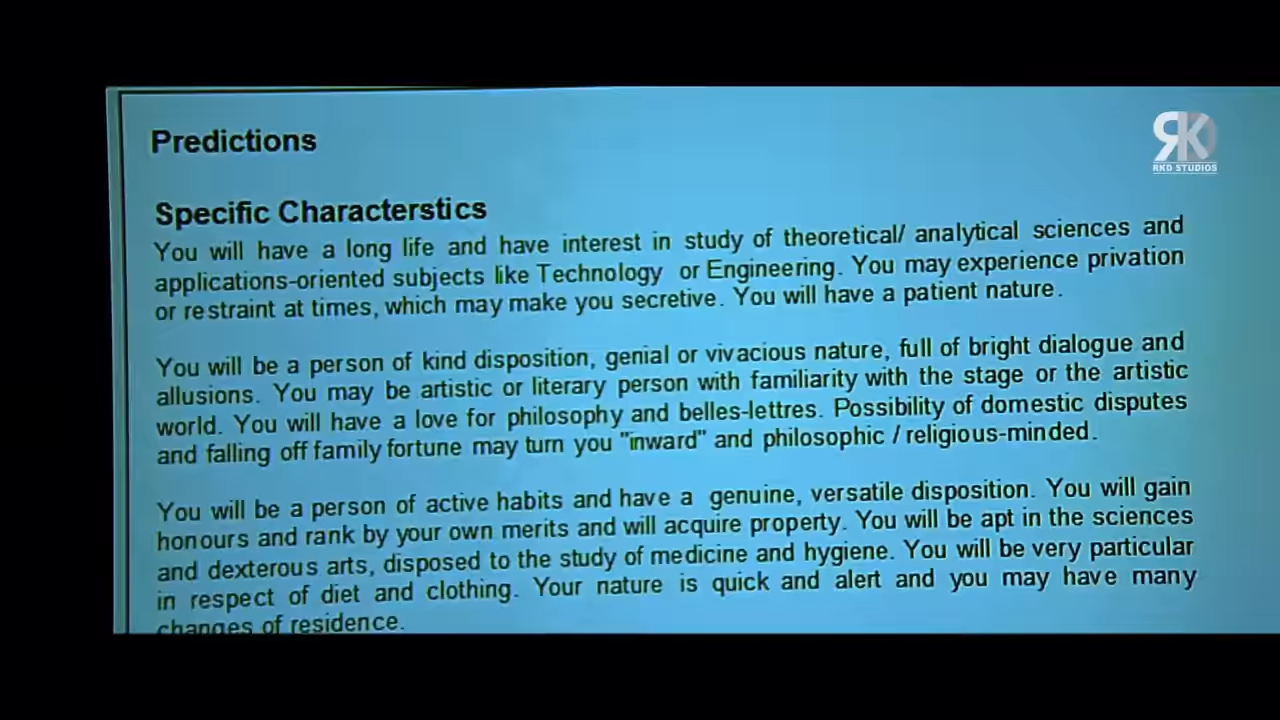 Predictions
RKD STUDIOS
Specific Characterstics
You will have a long life and have interest in study of theoretical/ analytical sciences and
applications-oriented subjects like Technology or Engineering. You may experience privation
or restraint at times, which may make you secretive. You will have a patient nature.
You will be a person of kind disposition, genial or vivacious nature, full of bright dialogue and
allusions. You may be artistic or literary person with familiarity with the stage or the artistic
world. You will have a love for philosophy and belles-lettres. Possibility of domestic disputes
and falling off family fortune may turn you "inward" and philosophic / religious-minded.
You will be a person of active habits and have a genuine, versatile disposition. You will gain
honours and rank by your own merits and will acquire property. You will be apt in the sciences
and dexterous arts, disposed to the study of medicine and hygiene. You will be very particular
in respect of diet and clothing. Your nature is quick and alert and you may have many
changes of residence.